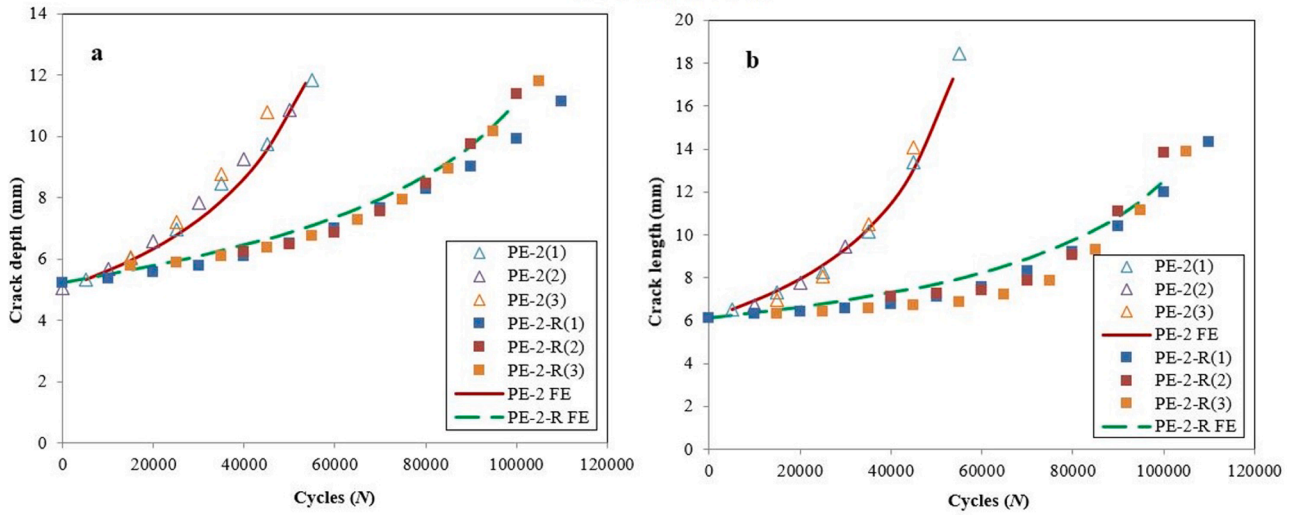 14
12
10
8
6
4
2
0
Crack depth (mm)
a
PE-2(1)
PE-2(2)
PE-2(3)
PE-2-R(1)
PE-2-R(2)
PE-2-R(3)
PE-2 FE
PE-2-R FE
0 20000 40000 60000 80000 100000 120000
Cycles (N)
20
18
16
14
12
10
8
6
4
2
0
Crack length (mm)
b
PE-2(1)
PE-2(2)
PE-2(3)
PE-2 FE
PE-2-R(1)
PE-2-R(2)
PE-2-R(3)
PE-2-R FE
0 20000 40000 60000 80000 100000 120000
Cycles (N)